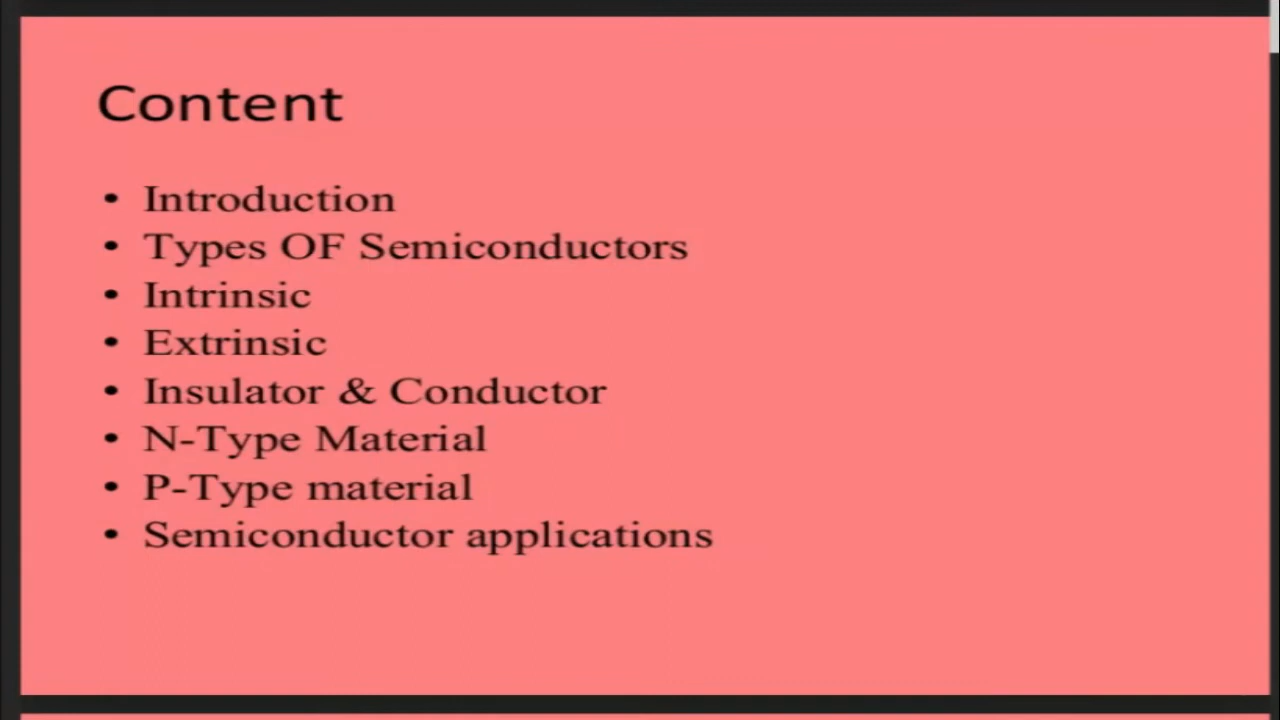 Content
• Introduction
• Types OF Semiconductors
• Intrinsic
• Extrinsic
• Insulator & Conductor
• N-Type Material
• P-Type material
• Semiconductor applications